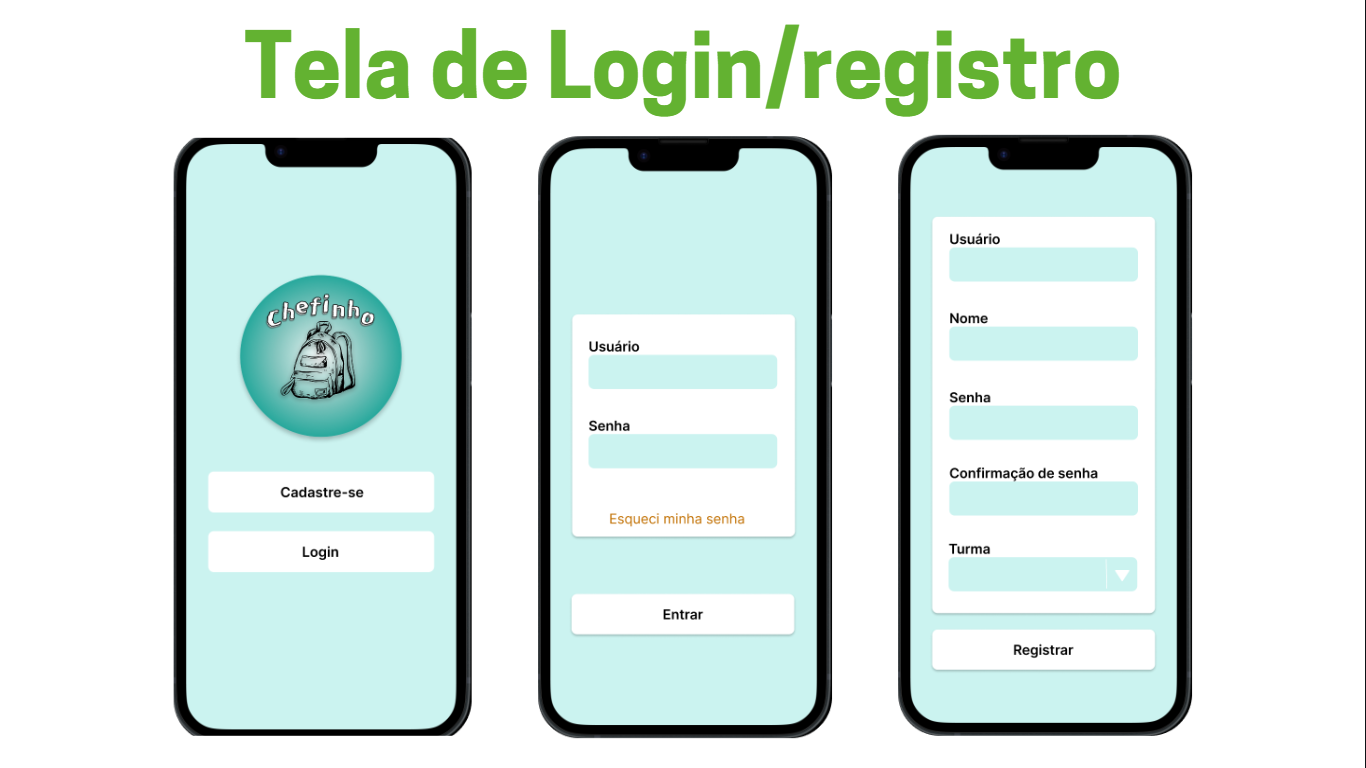 Tela de Login/registro
Chefinho
Cadastre-se
Login
Usuário
Senha
Esqueci minha senha
Entrar
Usuário
Nome
Senha
Confirmação de senha
Turma
Registrar